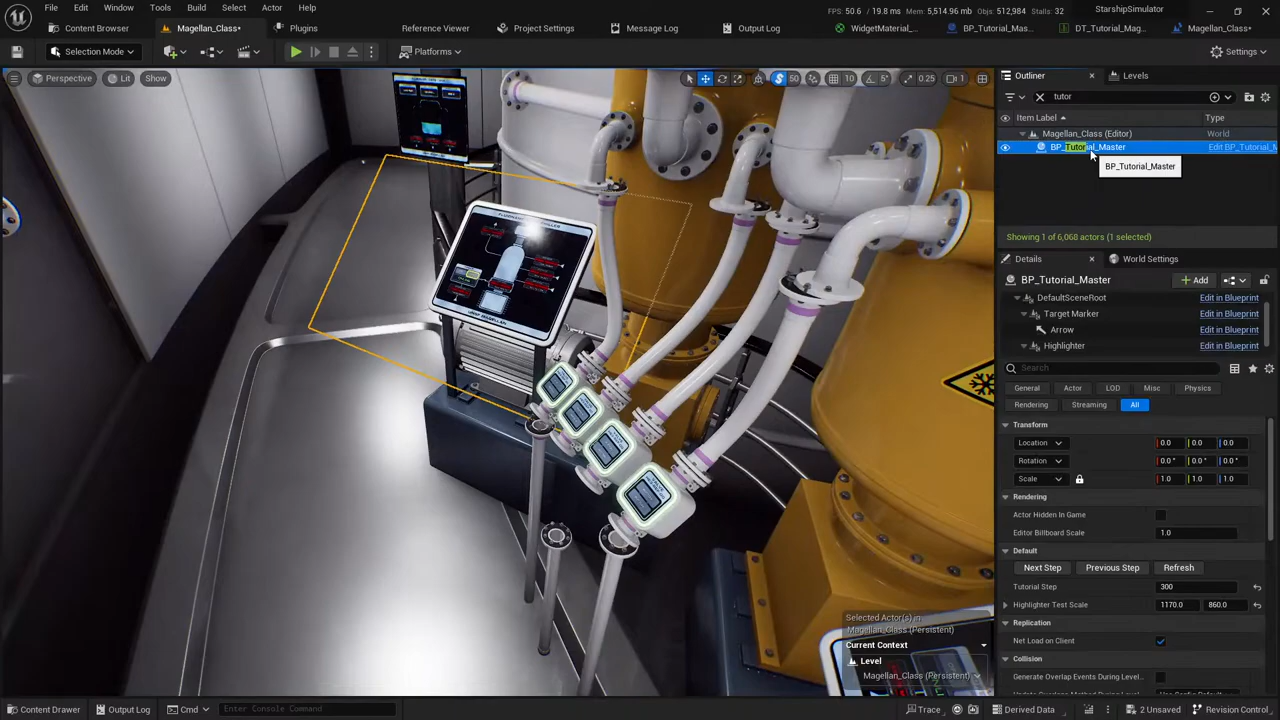 File Edit Window Tools Build Select Actor Help
FPS: 50.6 / 19.8 ms Mem: 5,514.96 mb Objs: 512,984 Stalls: 32
StarshipSimulator
Content Browser Magellan_Class* Plugins Reference Viewer Project Settings Message Log Output Log WidgetMaterial_ BP_Tutorial_Mas... DT_Tutorial_Mag... Magellan_Class*
Selection Mode Platforms Settings
Perspective Lit Show 50 10 5° 0.25 1
Outliner Levels
tutor
Item Label Type
Magellan_Class (Editor) World
BP_Tutorial_Master Edit BP_Tutorial_M
BP_Tutorial_Master
Showing 1 of 6,068 actors (1 selected)
Details World Settings
BP_Tutorial_Master Add
DefaultSceneRoot Edit in Blueprint
Target Marker Edit in Blueprint
Arrow Edit in Blueprint
Highlighter Edit in Blueprint
Search
General Actor LOD Misc Physics
Rendering Streaming All
Transform
Location 0.0 0.0 0.0
Rotation 0.0 ° 0.0 ° 0.0 °
Scale 1.0 1.0 1.0
Rendering
Actor Hidden In Game
Editor Billboard Scale 1.0
Default
Next Step Previous Step Refresh
Tutorial Step 300
Highlighter Test Scale 1170.0 860.0
Replication
Net Load on Client
Collision
Generate Overlap Events During Level...
Selected Actor(s) in
Magellan_Class (Persistent)
Current Context
Level
Magellan_Class (Persistent)
Content Drawer Output Log Cmd Enter Console Command Trace Derived Data 2 Unsaved Revision Control